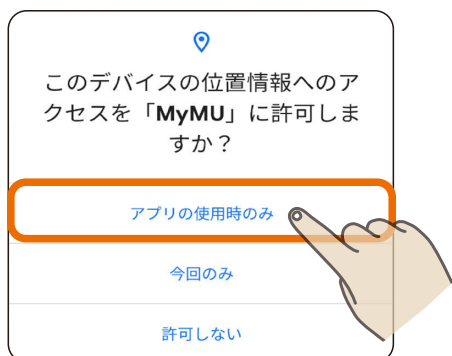 このデバイスの位置情報へのア
クセスを「MyMU」に許可しま
すか？
アプリの使用時のみ
今回のみ
許可しない